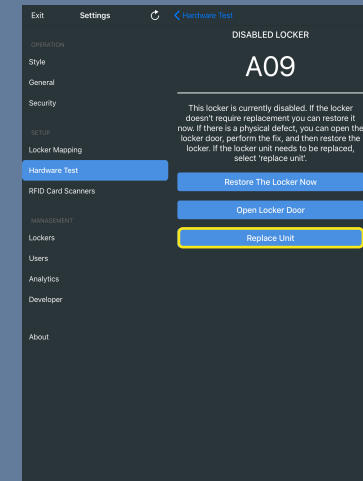 Exit
Settings
Hardware Test
OPERATION
Style
General
Security
SETUP
Locker Mapping
Hardware Test
RFID Card Scanners
MANAGEMENT
Lockers
Users
Analytics
Developer
About
DISABLED LOCKER
A09
This locker is currently disabled. If the locker
doesn't require replacement you can restore it
now. If there is a physical defect, you can open the
locker door, perform the fix, and then restore the
locker. If the locker unit needs to be replaced,
select 'replace unit'.
Restore The Locker Now
Open Locker Door
Replace Unit